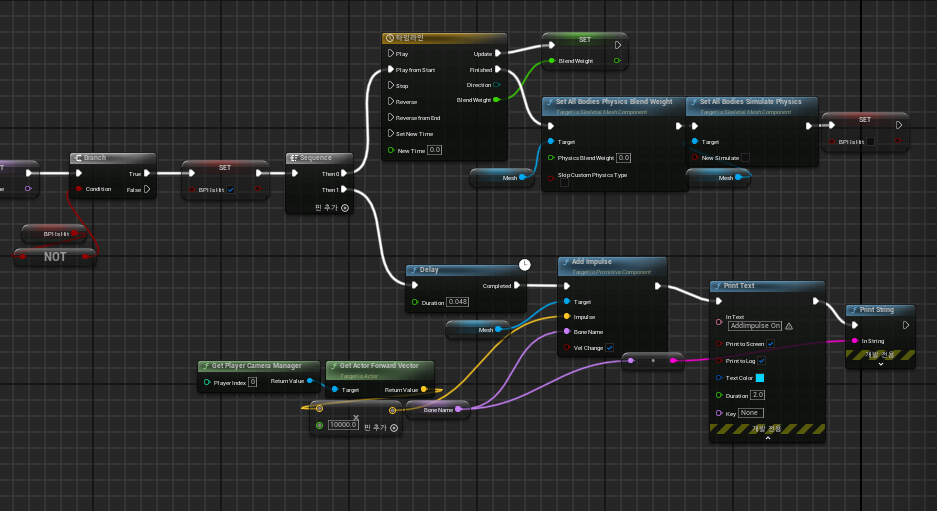 T
e
Branch
Condition
True
False
BPI Is Hit
NOT
SET
BPI Is Hit
Sequence
Then 0
Then 1
핀 추가
타임라인
Play
Play from Start
Stop
Reverse
Reverse from End
Set New Time
New Time 0.0
Update
Finished
Direction
Blend Weight
SET
Blend Weight
Mesh
Set All Bodies Physics Blend Weight
Target is Skeletal Mesh Component
Target
Physics Blend Weight 0.0
Skip Custom Physics Type
Set All Bodies Simulate Physics
Target is Skeletal Mesh Component
Target
New Simulate
Mesh
SET
BPI Is Hit
Delay
Completed
Duration 0.048
Mesh
Add Impulse
Target is Primitive Component
Target
Impulse
Bone Name
Vel Change
Get Player Camera Manager
Player Index 0
Return Value
Get Actor Forward Vector
Target is Actor
Target
Return Value
10000.0
핀 추가
Bone Name
Print Text
In Text
AddImpulse On
Print to Screen
Print to Log
Text Color
Duration 2.0
Key None
개발 전용
Print String
In String
개발 전용